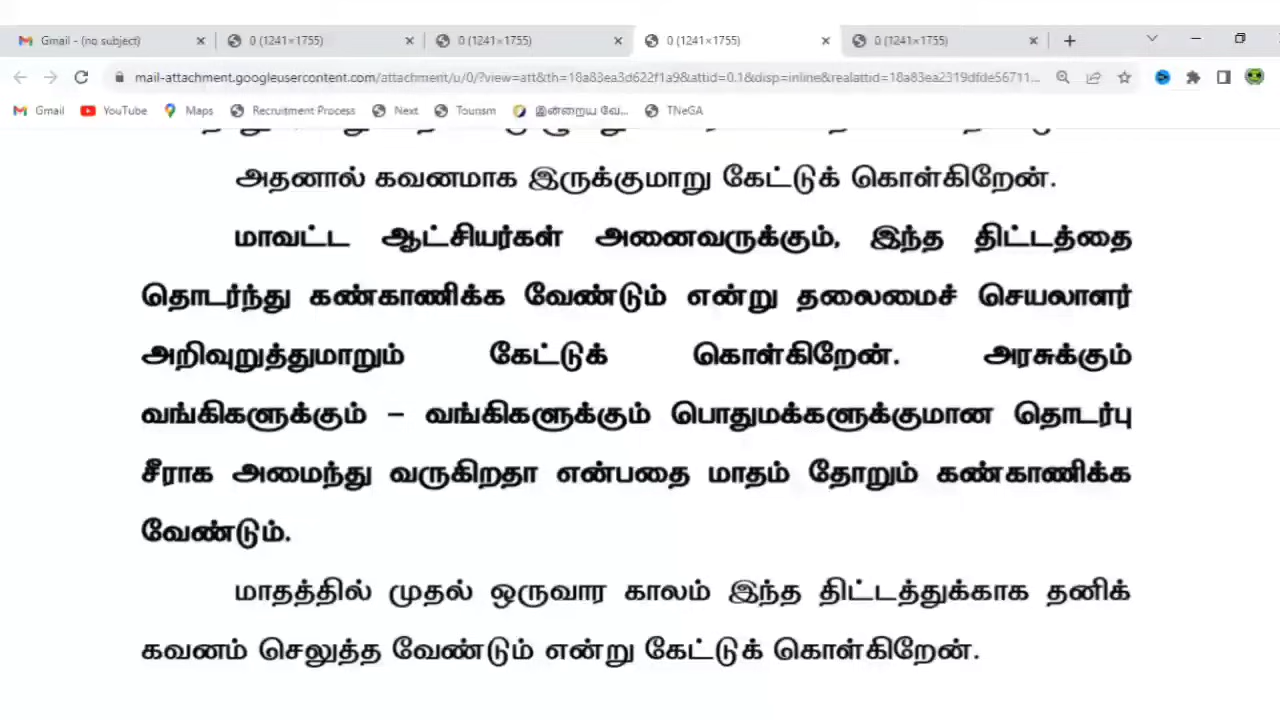 Gmail - (no subject) 0 (1241×1755) 0 (1241×1755) 0 (1241×1755) 0 (1241×1755)
mail-attachment.googleusercontent.com/attachment/u/0/?view=att&th=18a83ea3d622f1a9&attid=0.1&disp=inline&realattid=18a83ea2319dfde56711...
Gmail YouTube Maps Recruitment Process Next Tourism இன்றைய வே... TNeGA
அதனால் கவனமாக இருக்குமாறு கேட்டுக் கொள்கிறேன்.
மாவட்ட ஆட்சியர்கள் அனைவருக்கும், இந்த திட்டத்தை
தொடர்ந்து கண்காணிக்க வேண்டும் என்று தலைமைச் செயலாளர்
அறிவுறுத்துமாறும் கேட்டுக் கொள்கிறேன். அரசுக்கும்
வங்கிகளுக்கும் – வங்கிகளுக்கும் பொதுமக்களுக்குமான தொடர்பு
சீராக அமைந்து வருகிறதா என்பதை மாதம் தோறும் கண்காணிக்க
வேண்டும்.
மாதத்தில் முதல் ஒருவார காலம் இந்த திட்டத்துக்காக தனிக்
கவனம் செலுத்த வேண்டும் என்று கேட்டுக் கொள்கிறேன்.